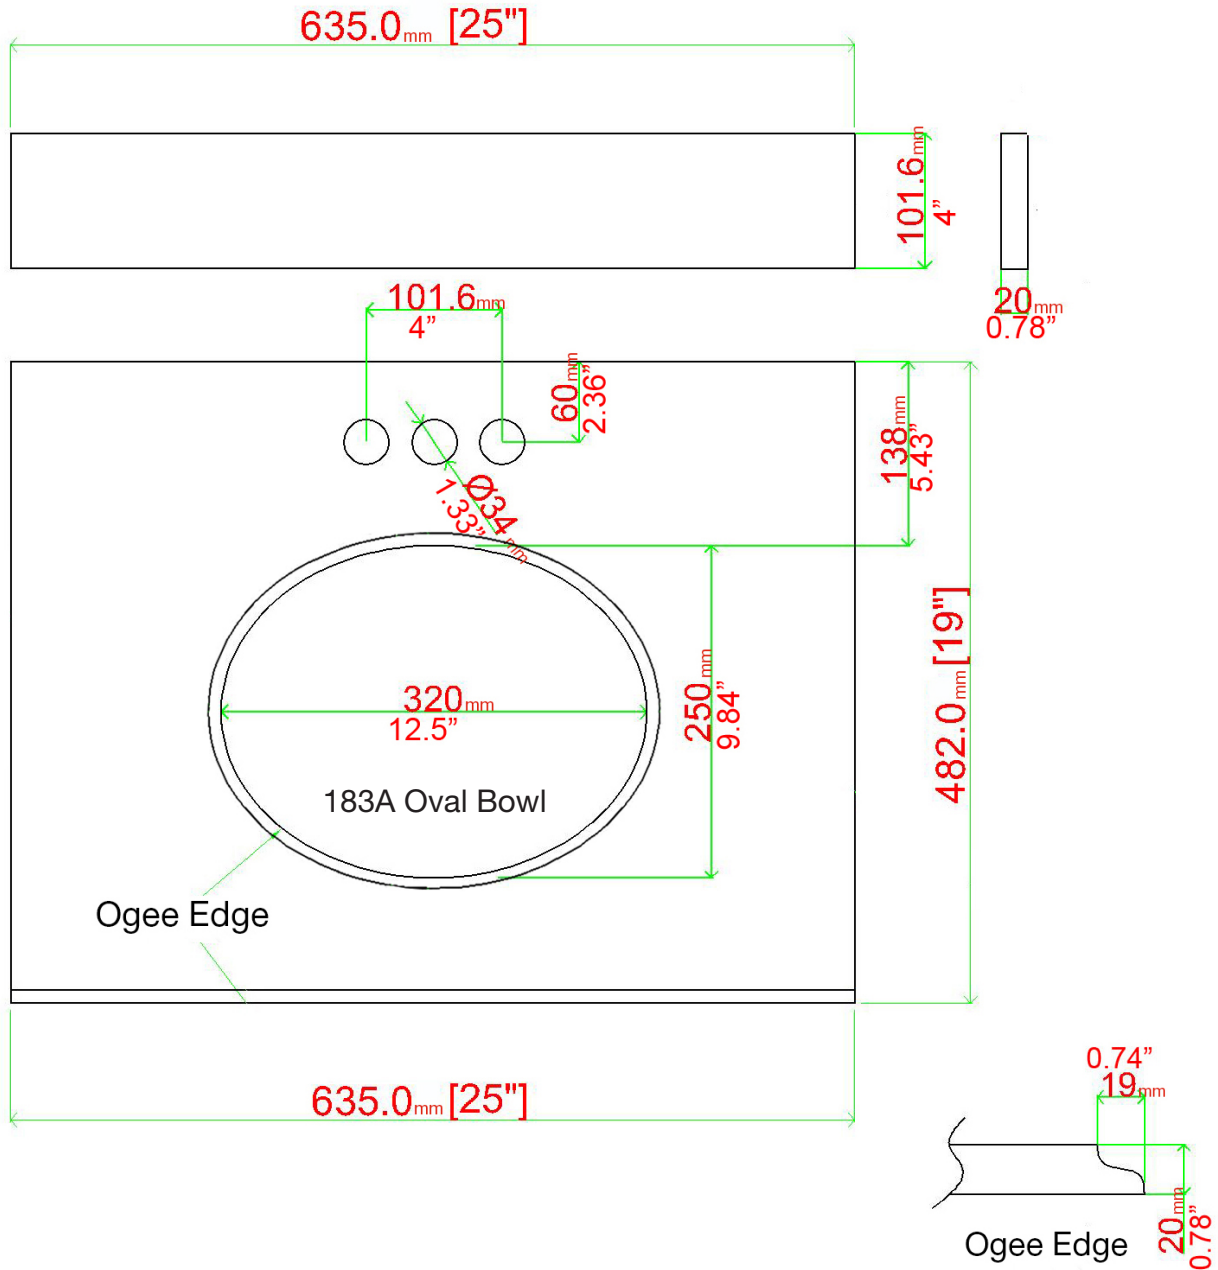 635.0mm [25"]
101.6mm
4”
20mm
0.78”
101.6mm
4”
60mm
2.36”
138mm
5.43”
Ø34mm
1.33”
482.0mm [19"]
320mm
12.5”
250mm
9.84”
183A Oval Bowl
Ogee Edge
635.0mm [25"]
0.74”
19mm
20mm
0.78”
Ogee Edge